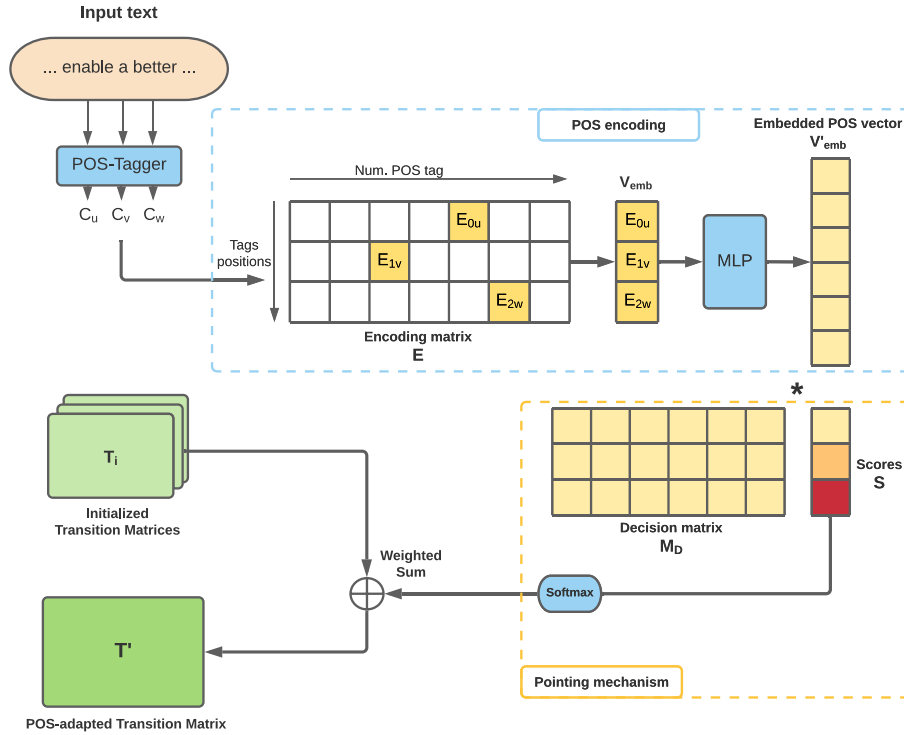 Input text
... enable a better ...
POS-Tagger
Cu Cv Cw
POS encoding
Embedded POS vector
V'emb
Num. POS tag
Tags
positions
E0u
E1v
E2w
Encoding matrix
E
Vemb
E0u
E1v
E2w
MLP
*
Ti
Initialized
Transition Matrices
Decision matrix
MD
Scores
S
Weighted
Sum
Softmax
T'
POS-adapted Transition Matrix
Pointing mechanism